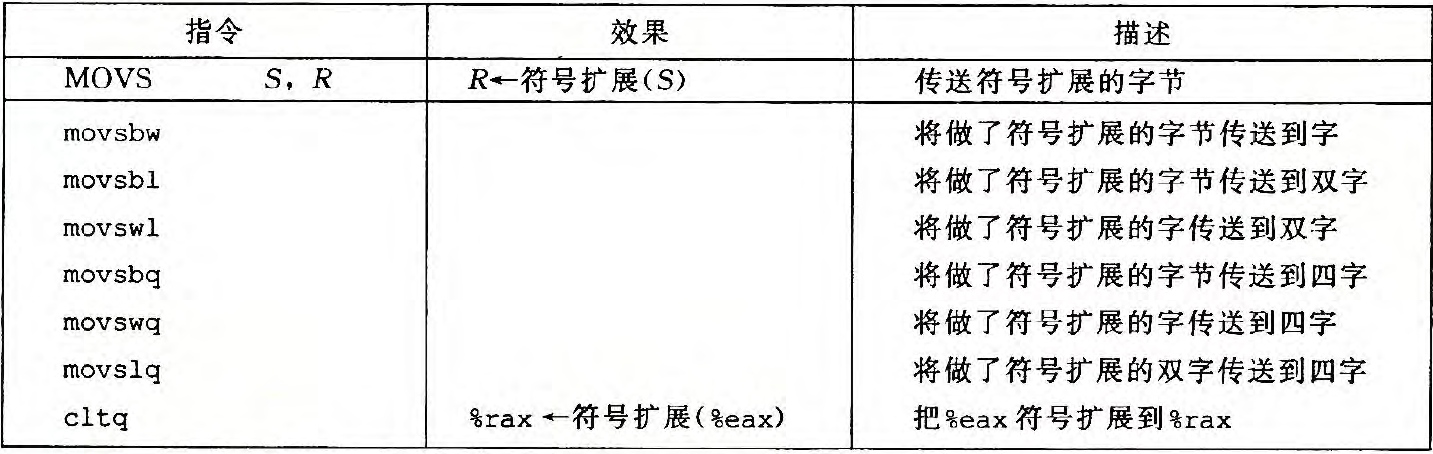 指令 效果 描述
MOVS S, R R←符号扩展(S) 传送符号扩展的字节
movsbw 将做了符号扩展的字节传送到字
movsbl 将做了符号扩展的字节传送到双字
movswl 将做了符号扩展的字传送到双字
movsbq 将做了符号扩展的字节传送到四字
movswq 将做了符号扩展的字传送到四字
movslq 将做了符号扩展的双字传送到四字
cltq %rax←符号扩展(%eax) 把%eax符号扩展到%rax